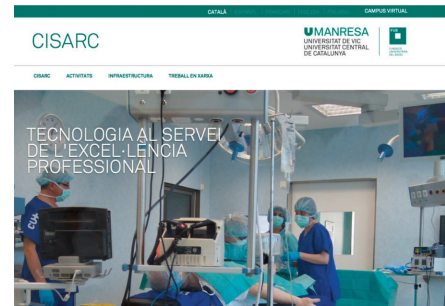 CATALÀ
CAMPUS VIRTUAL
CISARC
UMANRESA
UNIVERSITAT DE VIC
UNIVERSITAT CENTRAL
DE CATALUNYA
FUB
CISARC ACTIVITATS INFRAESTRUCTURA TREBALL EN XARXA
TECNOLOGIA AL SERVEI
DE L'EXCEL·LÈNCIA
PROFESSIONAL